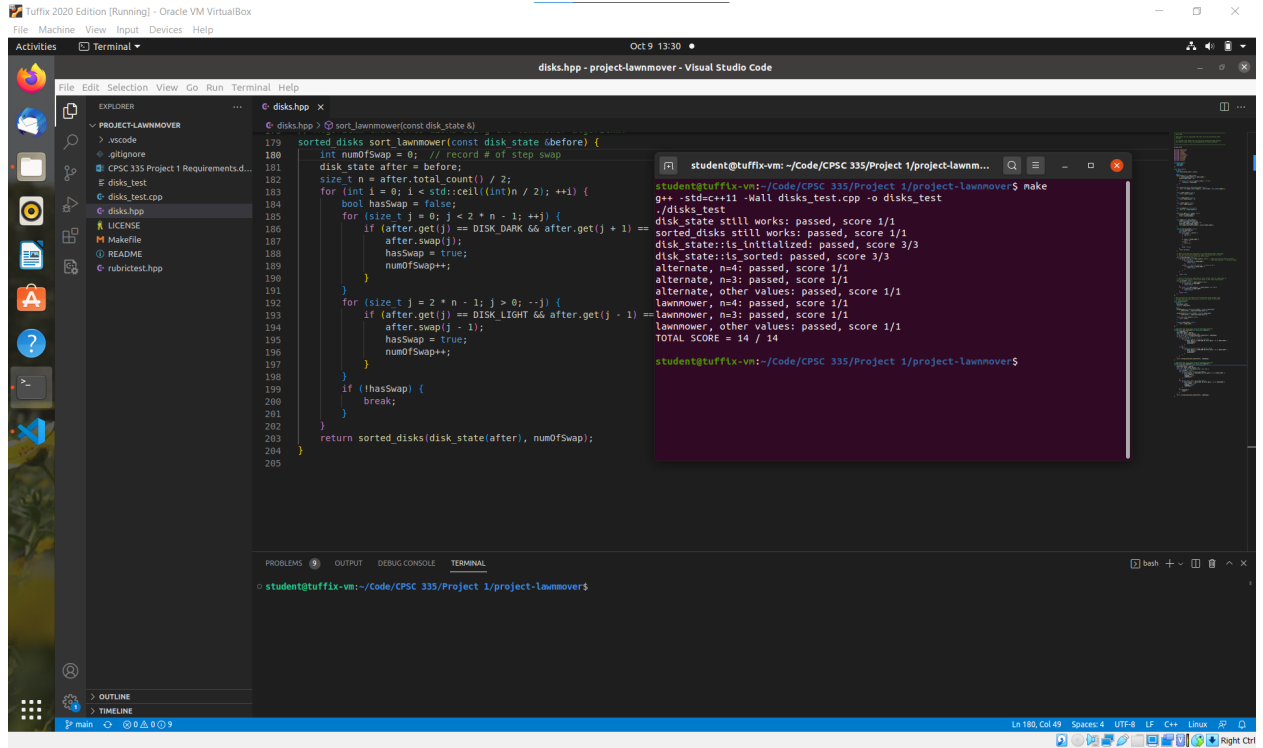 Tuffix 2020 Edition [Running] - Oracle VM VirtualBox
File Machine View Input Devices Help
Activities Terminal Oct 9 13:30
disks.hpp - project-lawnmover - Visual Studio Code
File Edit Selection View Go Run Terminal Help
EXPLORER
PROJECT-LAWNMOVER
.vscode
.gitignore
CPSC 335 Project 1 Requirements.d...
disks_test
disks_test.cpp
disks.hpp
LICENSE
Makefile
README
rubrictest.hpp
OUTLINE
TIMELINE
disks.hpp
disks.hpp > sort_lawnmower(const disk_state &)
179 sorted_disks sort_lawnmower(const disk_state &before) {
180 int numOfSwap = 0; // record # of step swap
181 disk_state after = before;
182 size_t n = after.total_count() / 2;
183 for (int i = 0; i < std::ceil((int)n / 2); ++i) {
184 bool hasSwap = false;
185 for (size_t j = 0; j < 2 * n - 1; ++j) {
186 if (after.get(j) == DISK_DARK && after.get(j + 1) ==
187 after.swap(j);
188 hasSwap = true;
189 numOfSwap++;
190 }
191 }
192 for (size_t j = 2 * n - 1; j > 0; --j) {
193 if (after.get(j) == DISK_LIGHT && after.get(j - 1) ==
194 after.swap(j - 1);
195 hasSwap = true;
196 numOfSwap++;
197 }
198 }
199 if (!hasSwap) {
200 break;
201 }
202 }
203 return sorted_disks(disk_state(after), numOfSwap);
204 }
205
student@tuffix-vm: ~/Code/CPSC 335/Project 1/project-lawnm...
student@tuffix-vm:~/Code/CPSC 335/Project 1/project-lawnmover$ make
g++ -std=c++11 -Wall disks_test.cpp -o disks_test
./disks_test
disk_state still works: passed, score 1/1
sorted_disks still works: passed, score 1/1
disk_state::is_initialized: passed, score 3/3
disk_state::is_sorted: passed, score 3/3
alternate, n=4: passed, score 1/1
alternate, n=3: passed, score 1/1
alternate, other values: passed, score 1/1
lawnmower, n=4: passed, score 1/1
lawnmower, n=3: passed, score 1/1
lawnmower, other values: passed, score 1/1
TOTAL SCORE = 14 / 14
student@tuffix-vm:~/Code/CPSC 335/Project 1/project-lawnmover$
PROBLEMS 9 OUTPUT DEBUG CONSOLE TERMINAL
bash
student@tuffix-vm:~/Code/CPSC 335/Project 1/project-lawnmover$
main 0 0 9
Ln 180, Col 49 Spaces: 4 UTF-8 LF C++ Linux
Right Ctrl